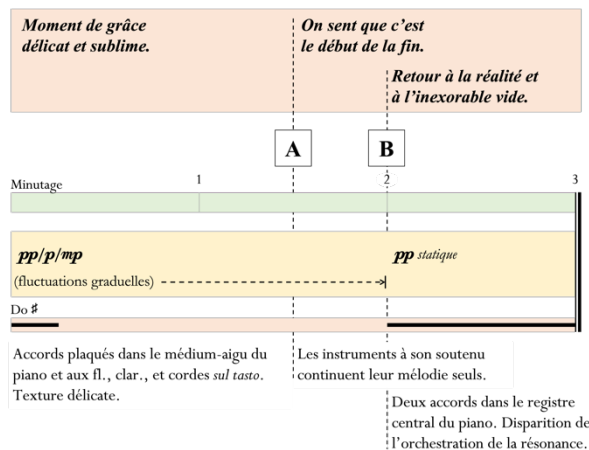 Moment de grâce
délicat et sublime.
On sent que c’est
le début de la fin.
Retour à la réalité et
à l’inexorable vide.
A
B
Minutage
1
2
3
pp/p/mp
(fluctuations graduelles)
pp statique
Do ♯
Accords plaqués dans le médium-aigu du
piano et aux fl., clar., et cordes sul tasto.
Texture délicate.
Les instruments à son soutenu
continuent leur mélodie seuls.
Deux accords dans le registre
central du piano. Disparition de
l’orchestration de la résonance.